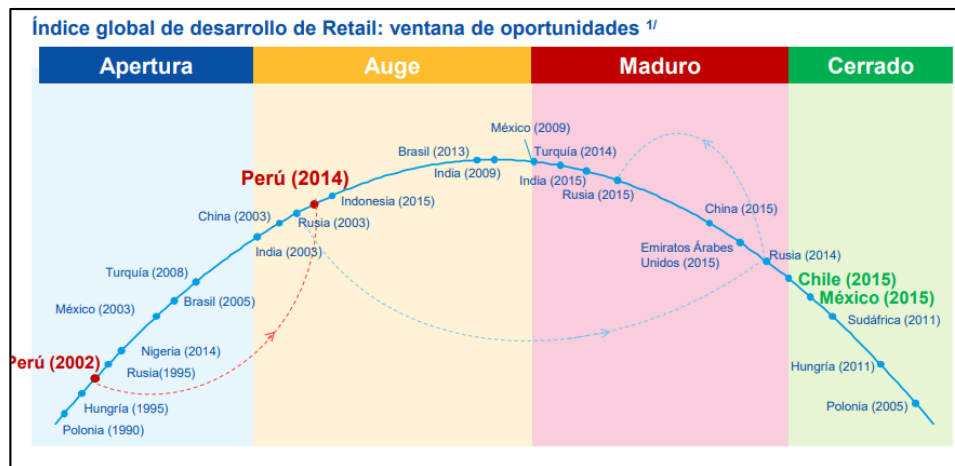 Índice global de desarrollo de Retail: ventana de oportunidades 1/
Apertura
Auge
Maduro
Cerrado
México (2009)
Brasil (2013)
Turquía (2014)
India (2009)
India (2015)
Perú (2014)
Rusia (2015)
Indonesia (2015)
China (2003)
Rusia (2003)
China (2015)
India (2003)
Emiratos Árabes
Unidos (2015)
Rusia (2014)
Turquía (2008)
Chile (2015)
Brasil (2005)
México (2015)
México (2003)
Sudáfrica (2011)
Nigeria (2014)
Perú (2002)
Rusia(1995)
Hungría (2011)
Hungría (1995)
Polonia (2005)
Polonia (1990)